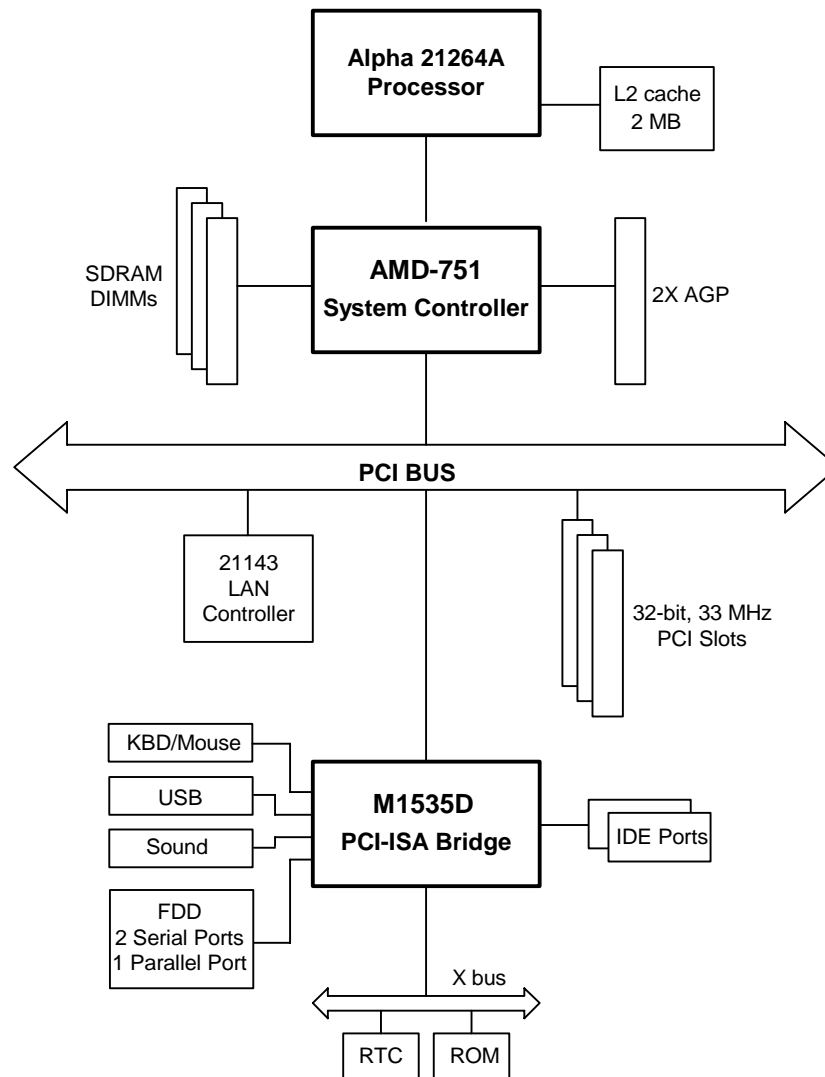 Alpha 21264A
Processor
L2 cache
2 MB
SDRAM
DIMMs
AMD-751
System Controller
2X AGP
PCI BUS
21143
LAN
Controller
32-bit, 33 MHz
PCI Slots
KBD/Mouse
USB
Sound
FDD
2 Serial Ports
1 Parallel Port
M1535D
PCI-ISA Bridge
IDE Ports
X bus
RTC
ROM